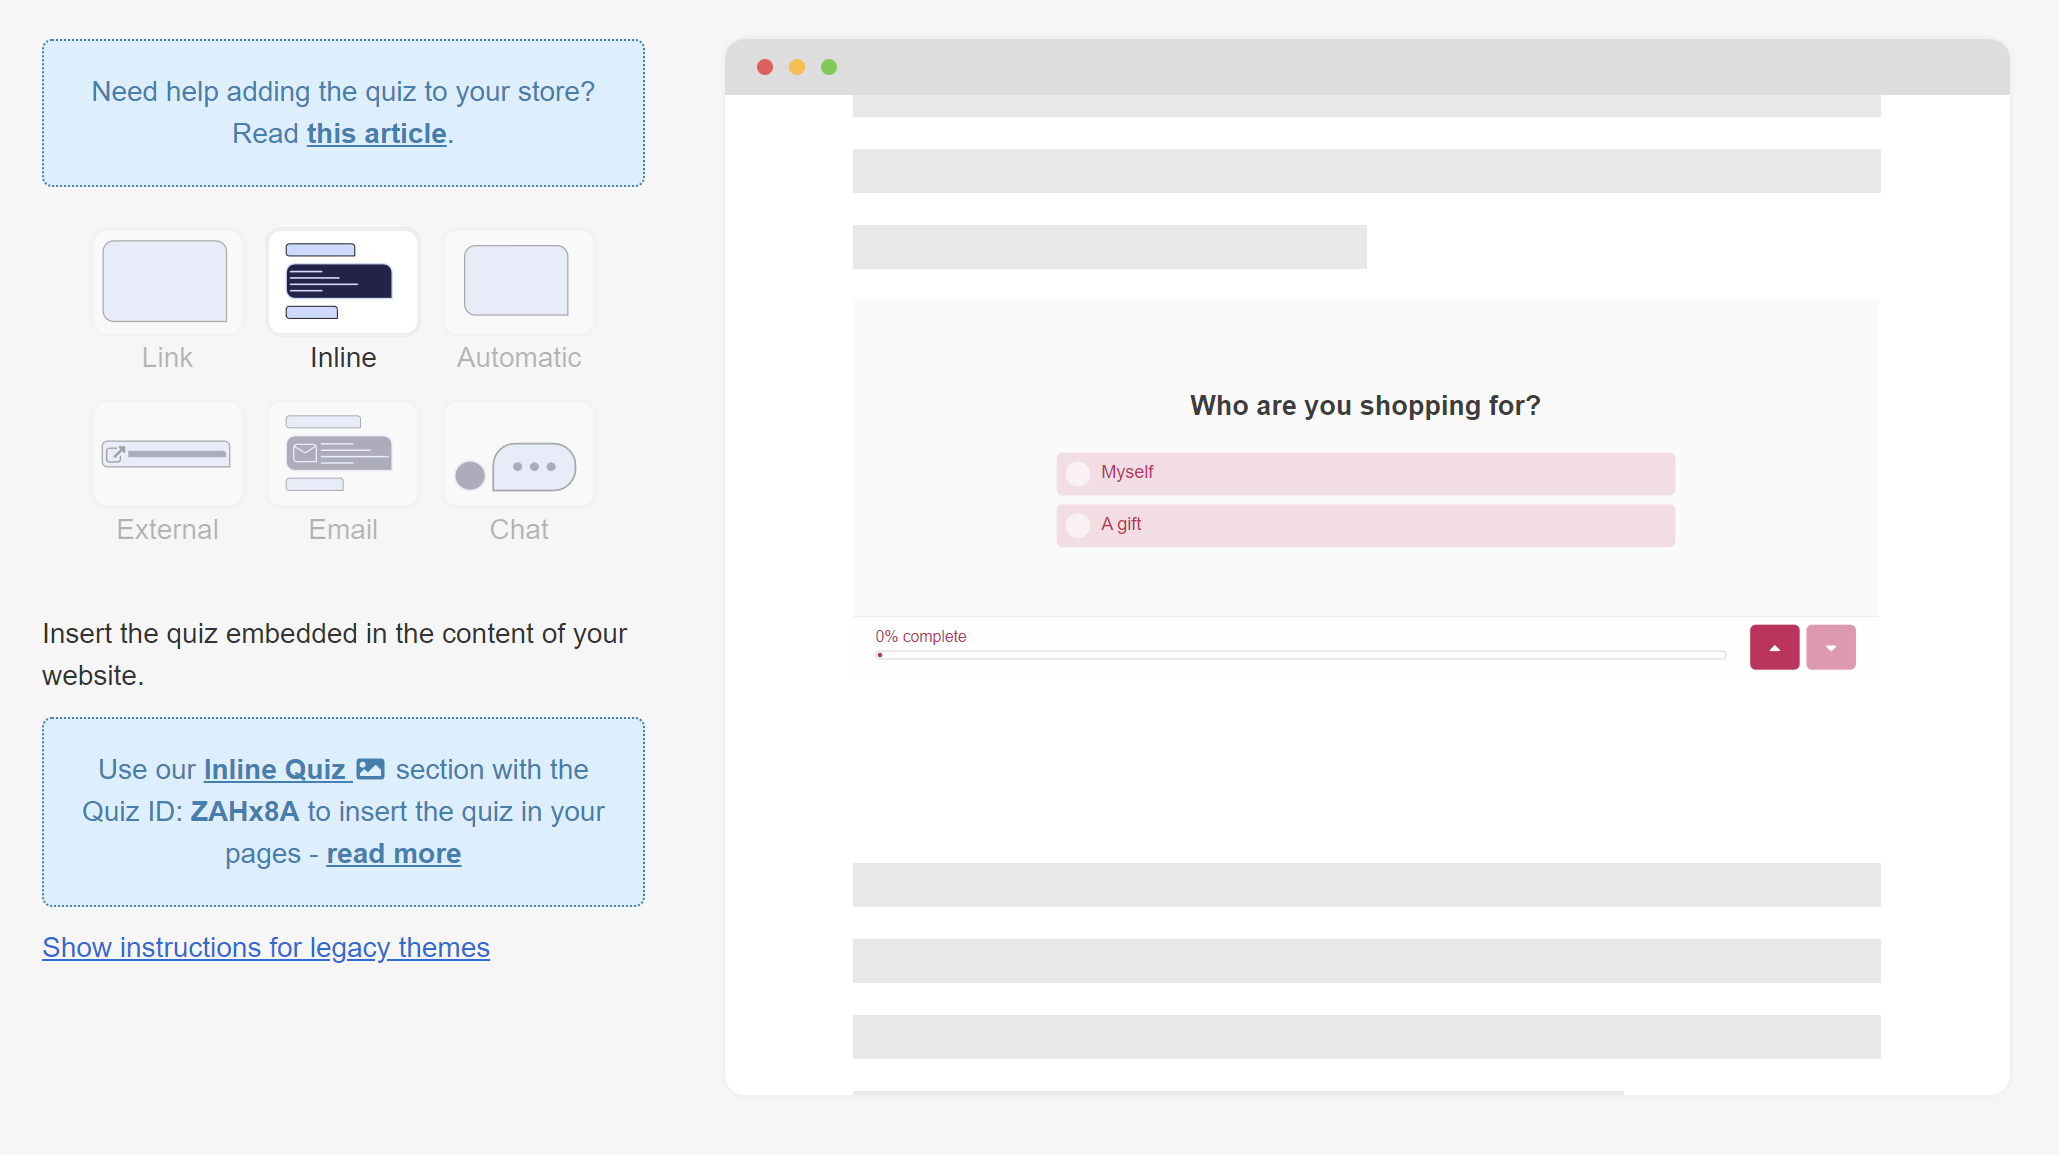 Need help adding the quiz to your store?
Read this article.
Link
Inline
Automatic
External
Email
Chat
Insert the quiz embedded in the content of your
website.
Use our Inline Quiz section with the
Quiz ID: ZAHx8A to insert the quiz in your
pages - read more
Show instructions for legacy themes
Who are you shopping for?
Myself
A gift
0% complete